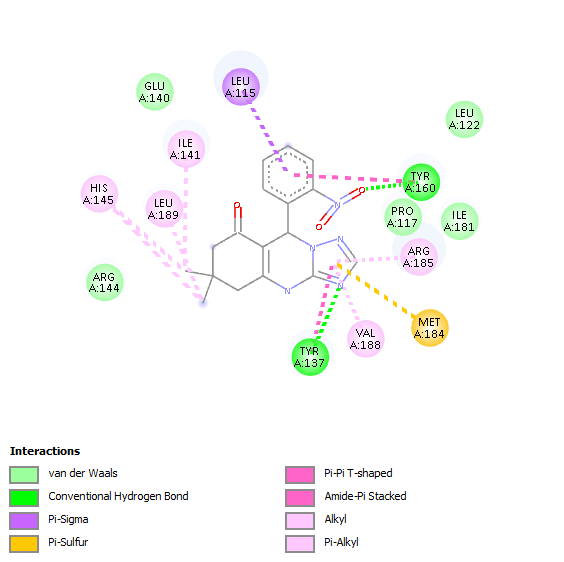 LEU
A:115
GLU
A:140
LEU
A:122
ILE
A:141
TYR
A:160
HIS
A:145
LEU
A:189
PRO
A:117
ILE
A:181
O
O
N
O
ARG
A:185
N
N
ARG
A:144
N
N
MET
A:184
VAL
A:188
TYR
A:137
Interactions
van der Waals
Conventional Hydrogen Bond
Pi-Sigma
Pi-Sulfur
Pi-Pi T-shaped
Amide-Pi Stacked
Alkyl
Pi-Alkyl